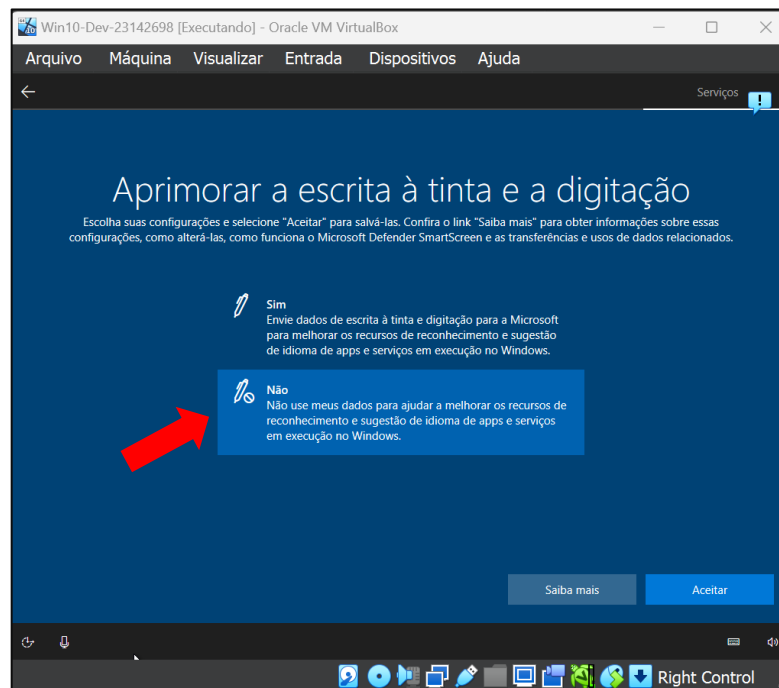 Win10-Dev-23142698 [Executando] - Oracle VM VirtualBox
Arquivo Máquina Visualizar Entrada Dispositivos Ajuda
Serviços
Aprimorar a escrita à tinta e a digitação
Escolha suas configurações e selecione "Aceitar" para salvá-las. Confira o link "Saiba mais" para obter informações sobre essas
configurações, como alterá-las, como funciona o Microsoft Defender SmartScreen e as transferências e usos de dados relacionados.
Sim
Envie dados de escrita à tinta e digitação para a Microsoft
para melhorar os recursos de reconhecimento e sugestão
de idioma de apps e serviços em execução no Windows.
Não
Não use meus dados para ajudar a melhorar os recursos de
reconhecimento e sugestão de idioma de apps e serviços
em execução no Windows.
Saiba mais Aceitar
Right Control